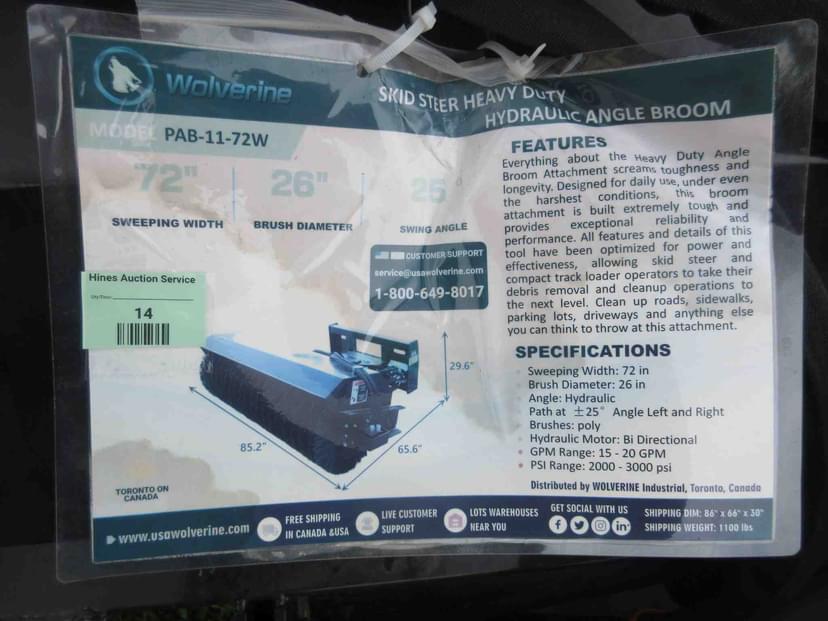 Wolverine
SKID STEER HEAVY DUTY
HYDRAULIC ANGLE BROOM
MODEL PAB-11-72W
72"
26"
25
SWEEPING WIDTH
BRUSH DIAMETER
SWING ANGLE
CUSTOMER SUPPORT
service@usawolverine.com
1-800-649-8017
Hines Auction Service
14
29.6"
85.2"
65.6"
TORONTO ON
CANADA
FEATURES
Everything about the Heavy Duty Angle
Broom Attachment screams toughness and
longevity. Designed for daily use, under even
the harshest conditions, this broom
attachment is built extremely tough and
provides exceptional reliability and
performance. All features and details of this
tool have been optimized for power and
effectiveness, allowing skid steer and
compact track loader operators to take their
debris removal and cleanup operations to
the next level. Clean up roads, sidewalks,
parking lots, driveways and anything else
you can think to throw at this attachment.
SPECIFICATIONS
Sweeping Width: 72 in
Brush Diameter: 26 in
Angle: Hydraulic
Path at ±25° Angle Left and Right
Brushes: poly
Hydraulic Motor: Bi Directional
GPM Range: 15 - 20 GPM
PSI Range: 2000 - 3000 psi
Distributed by WOLVERINE Industrial, Toronto, Canada
www.usawolverine.com
FREE SHIPPING
IN CANADA &USA
LIVE CUSTOMER
SUPPORT
LOTS WAREHOUSES
NEAR YOU
GET SOCIAL WITH US
SHIPPING DIM: 86" x 66" x 30"
SHIPPING WEIGHT: 1100 lbs